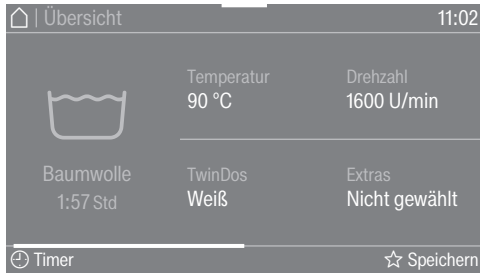 | Übersicht 11:02
Temperatur Drehzahl
90 °C 1600 U/min
Baumwolle TwinDos Extras
1:57 Std Weiß Nicht gewählt
Timer Speichern